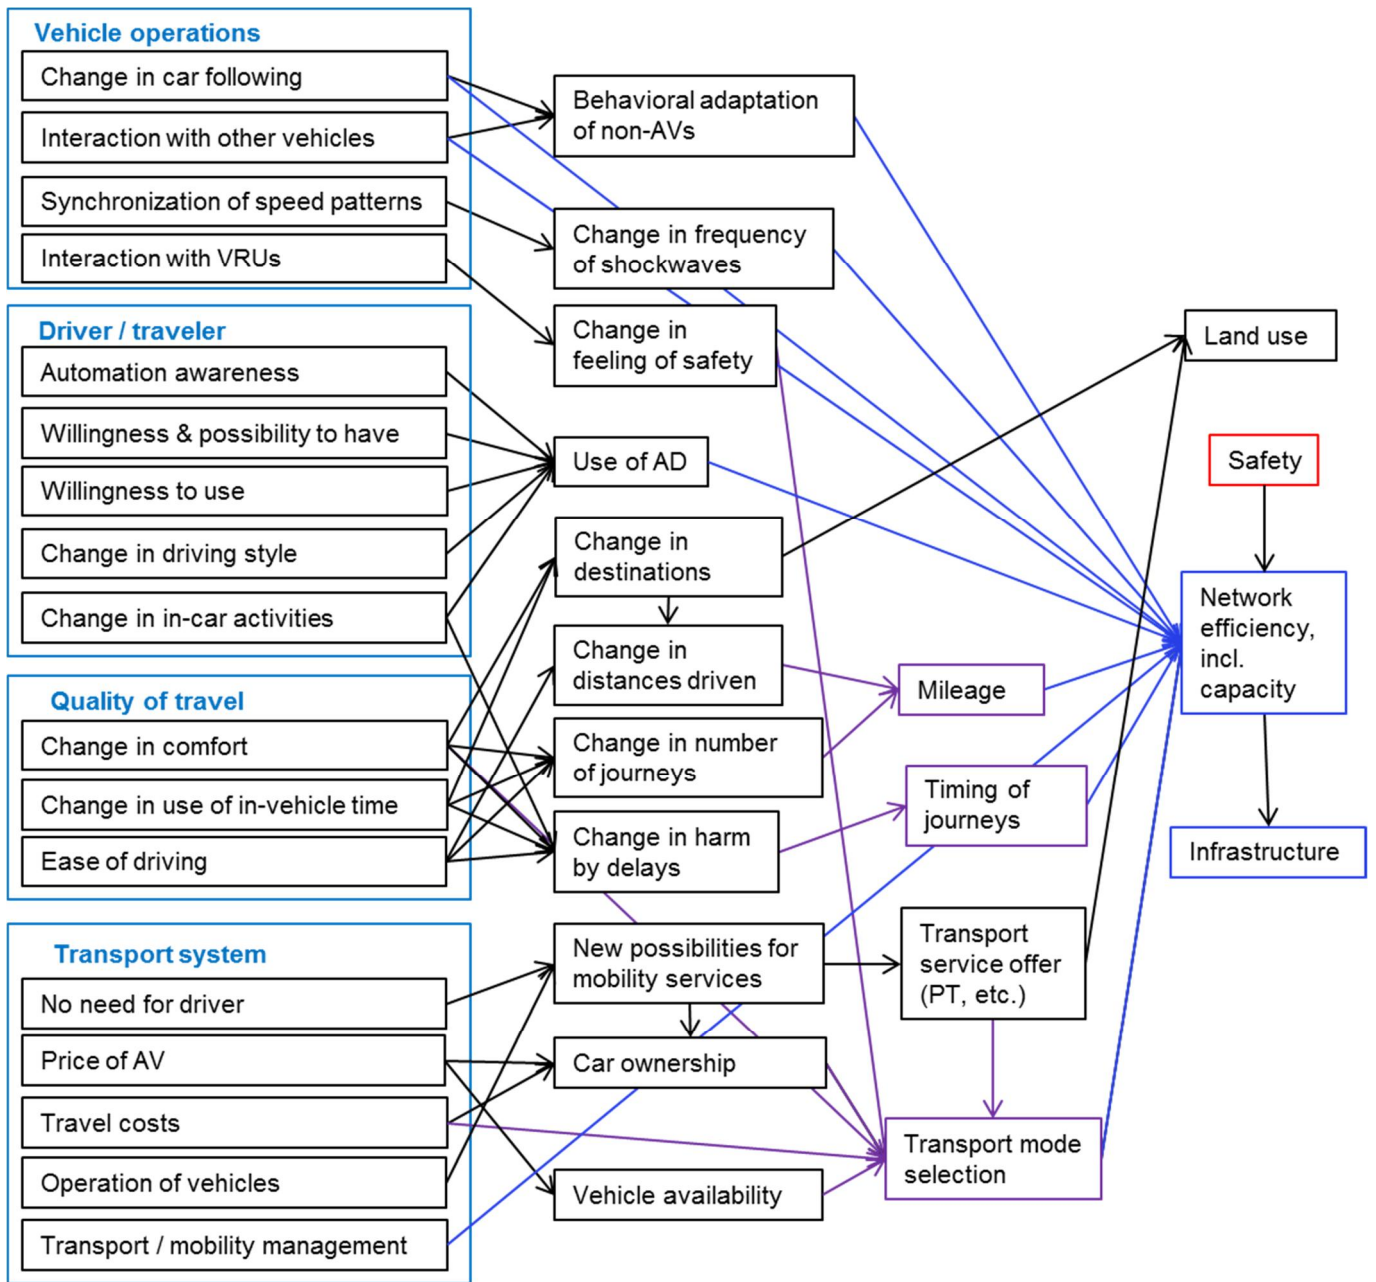 Vehicle operations
Change in car following
Interaction with other vehicles
Synchronization of speed patterns
Interaction with VRUs
Driver / traveler
Automation awareness
Willingness & possibility to have
Willingness to use
Change in driving style
Change in in-car activities
Quality of travel
Change in comfort
Change in use of in-vehicle time
Ease of driving
Transport system
No need for driver
Price of AV
Travel costs
Operation of vehicles
Transport / mobility management
Behavioral adaptation
of non-AVs
Change in frequency
of shockwaves
Change in
feeling of safety
Use of AD
Change in
destinations
Change in
distances driven
Change in number
of journeys
Change in harm
by delays
New possibilities for
mobility services
Car ownership
Vehicle availability
Mileage
Timing of
journeys
Transport
service offer
(PT, etc.)
Transport mode
selection
Land use
Safety
Network
efficiency,
incl.
capacity
Infrastructure